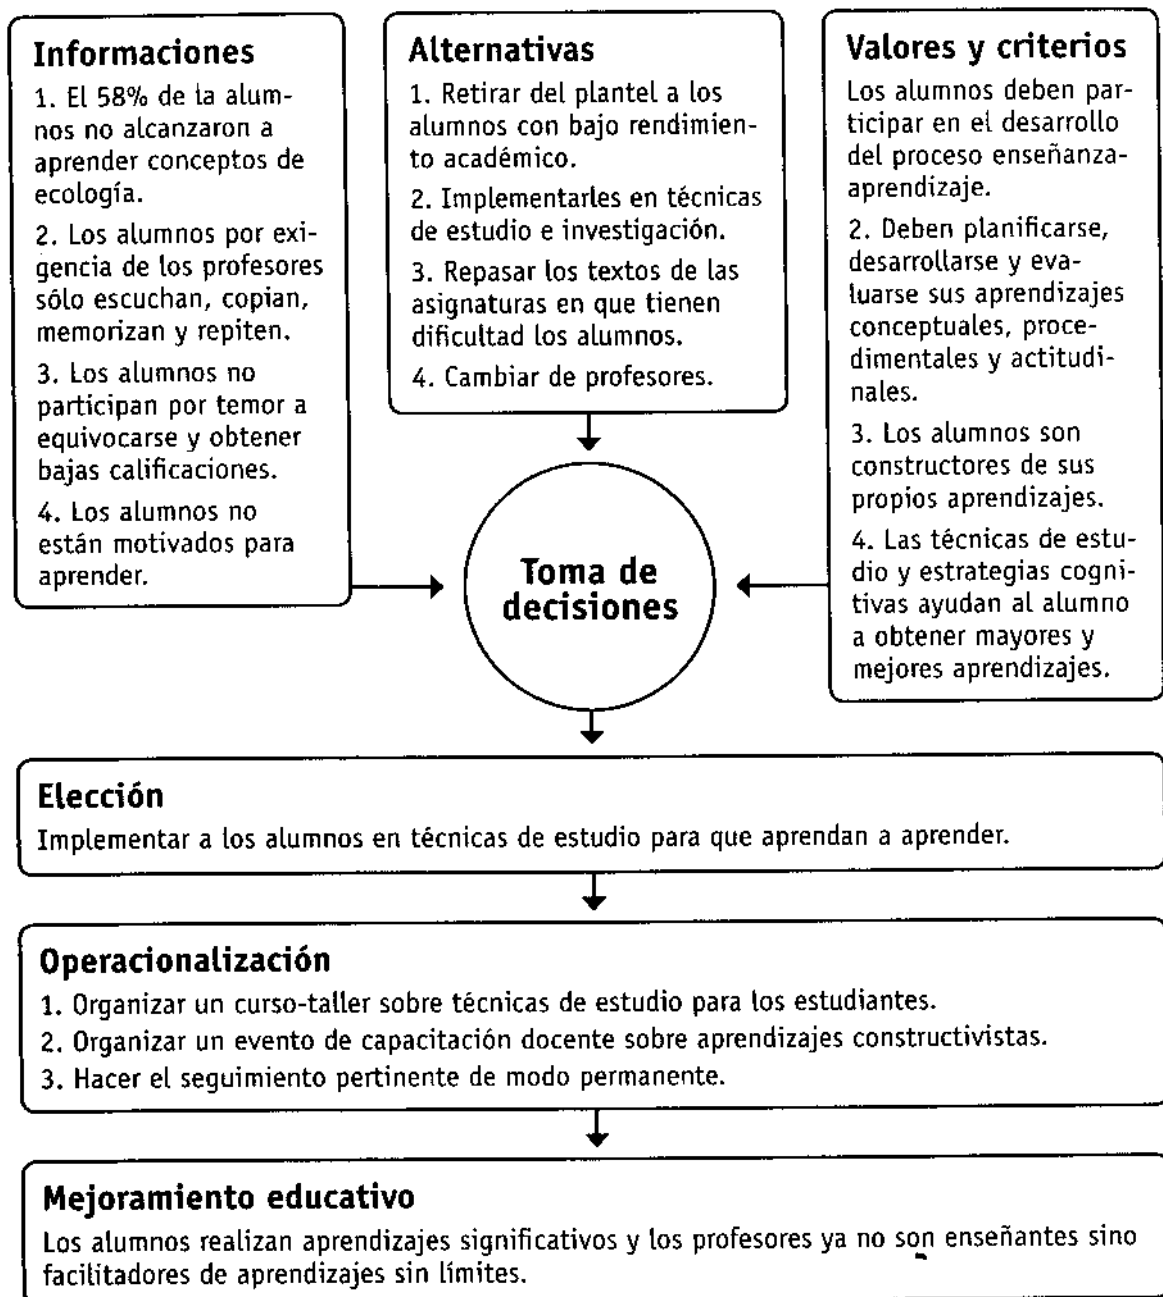 Informaciones
1. El 58% de la alum-
nos no alcanzaron a
aprender conceptos de
ecología.
2. Los alumnos por exi-
gencia de los profesores
sólo escuchan, copian,
memorizan y repiten.
3. Los alumnos no
participan por temor a
equivocarse y obtener
bajas calificaciones.
4. Los alumnos no
están motivados para
aprender.
Alternativas
1. Retirar del plantel a los
alumnos con bajo rendimien-
to académico.
2. Implementarles en técnicas
de estudio e investigación.
3. Repasar los textos de las
asignaturas en que tienen
dificultad los alumnos.
4. Cambiar de profesores.
Valores y criterios
Los alumnos deben par-
ticipar en el desarrollo
del proceso enseñanza-
aprendizaje.
2. Deben planificarse,
desarrollarse y eva-
luarse sus aprendizajes
conceptuales, proce-
dimentales y actitudi-
nales.
3. Los alumnos son
constructores de sus
propios aprendizajes.
4. Las técnicas de estu-
dio y estrategias cogni-
tivas ayudan al alumno
a obtener mayores y
mejores aprendizajes.
Toma de
decisiones
Elección
Implementar a los alumnos en técnicas de estudio para que aprendan a aprender.
Operacionalización
1. Organizar un curso-taller sobre técnicas de estudio para los estudiantes.
2. Organizar un evento de capacitación docente sobre aprendizajes constructivistas.
3. Hacer el seguimiento pertinente de modo permanente.
Mejoramiento educativo
Los alumnos realizan aprendizajes significativos y los profesores ya no son enseñantes sino
facilitadores de aprendizajes sin límites.